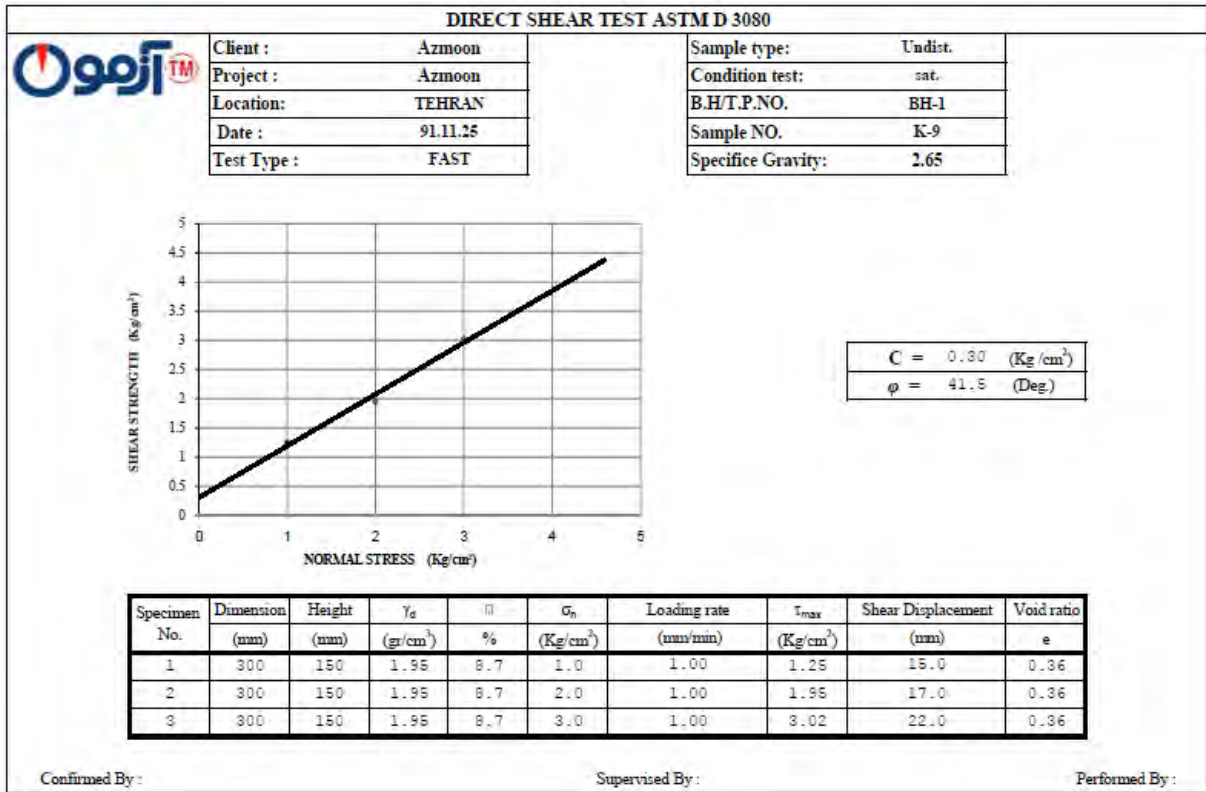 DIRECT SHEAR TEST ASTM D 3080
آزمون TM
Client : Azmoon
Project : Azmoon
Location: TEHRAN
Date : 91.11.25
Test Type : FAST
Sample type: Undist.
Condition test: sat.
B.H/T.P.NO. BH-1
Sample NO. K-9
Specifice Gravity: 2.65
SHEAR STRENGTH (Kg/cm²)
5
4.5
4
3.5
3
2.5
2
1.5
1
0.5
0
0 1 2 3 4 5
NORMAL STRESS (Kg/cm²)
C = 0.30 (Kg /cm²)
φ = 41.5 (Deg.)
Specimen No. Dimension Height γd σn Loading rate τmax Shear Displacement Void ratio
(mm) (mm) (gr/cm³) % (Kg/cm²) (mm/min) (Kg/cm²) (mm) e
1 300 150 1.95 8.7 1.0 1.00 1.25 15.0 0.36
2 300 150 1.95 8.7 2.0 1.00 1.95 17.0 0.36
3 300 150 1.95 8.7 3.0 1.00 3.02 22.0 0.36
Confirmed By : Supervised By : Performed By :